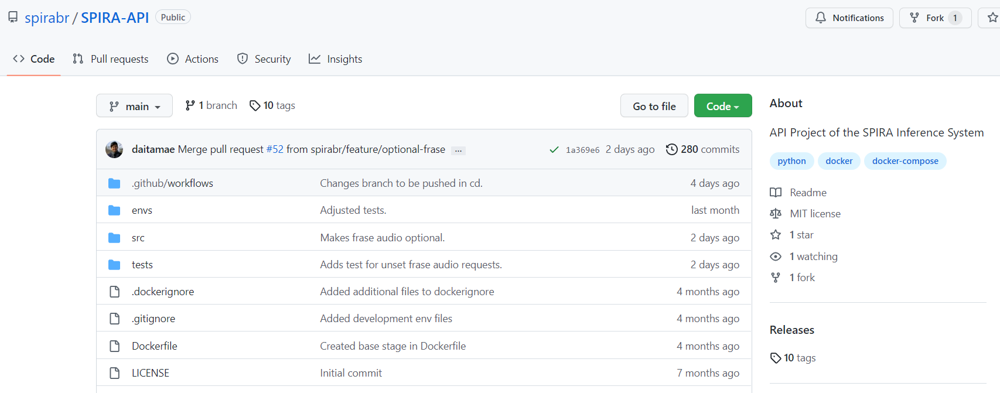 spirabr / SPIRA-API Public
Notifications Fork 1
Code Pull requests Actions Security Insights
main 1 branch 10 tags Go to file Code
daitamae Merge pull request #52 from spirabr/feature/optional-frase ... 1a369e6 2 days ago 280 commits
.github/workflows Changes branch to be pushed in cd. 4 days ago
envs Adjusted tests. last month
src Makes frase audio optional. 2 days ago
tests Adds test for unset frase audio requests. 2 days ago
.dockerignore Added additional files to dockerignore 4 months ago
.gitignore Added development env files 4 months ago
Dockerfile Created base stage in Dockerfile 4 months ago
LICENSE Initial commit 7 months ago
About
API Project of the SPIRA Inference System
python docker docker-compose
Readme
MIT license
1 star
1 watching
1 fork
Releases
10 tags